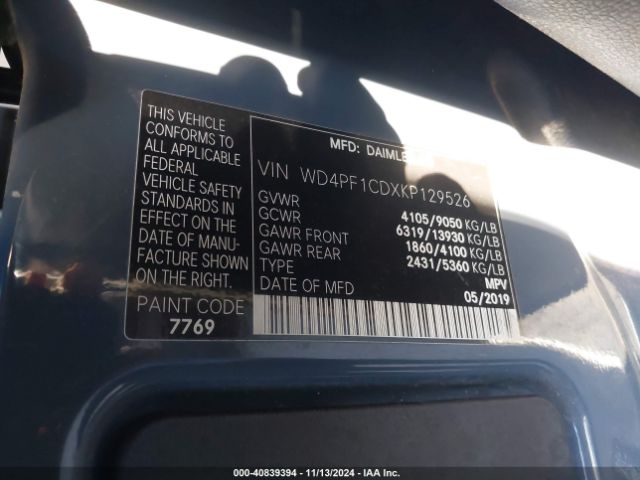 THIS VEHICLE
CONFORMS TO
ALL APPLICABLE
FEDERAL
VEHICLE SAFETY
STANDARDS IN
EFFECT ON THE
DATE OF MANU-
FACTURE SHOWN
ON THE RIGHT.
PAINT CODE
7769
MFD: 
VIN WD4PF1CDXKP129526
GVWR 4105/9050 KG/LB
GCWR 6319/13930 KG/LB
GAWR FRONT 1860/4100 KG/LB
GAWR REAR 2431/5360 KG/LB
TYPE MPV
DATE OF MFD 05/2019
© - 40839394 - 11/13/2024 - IAA Inc.